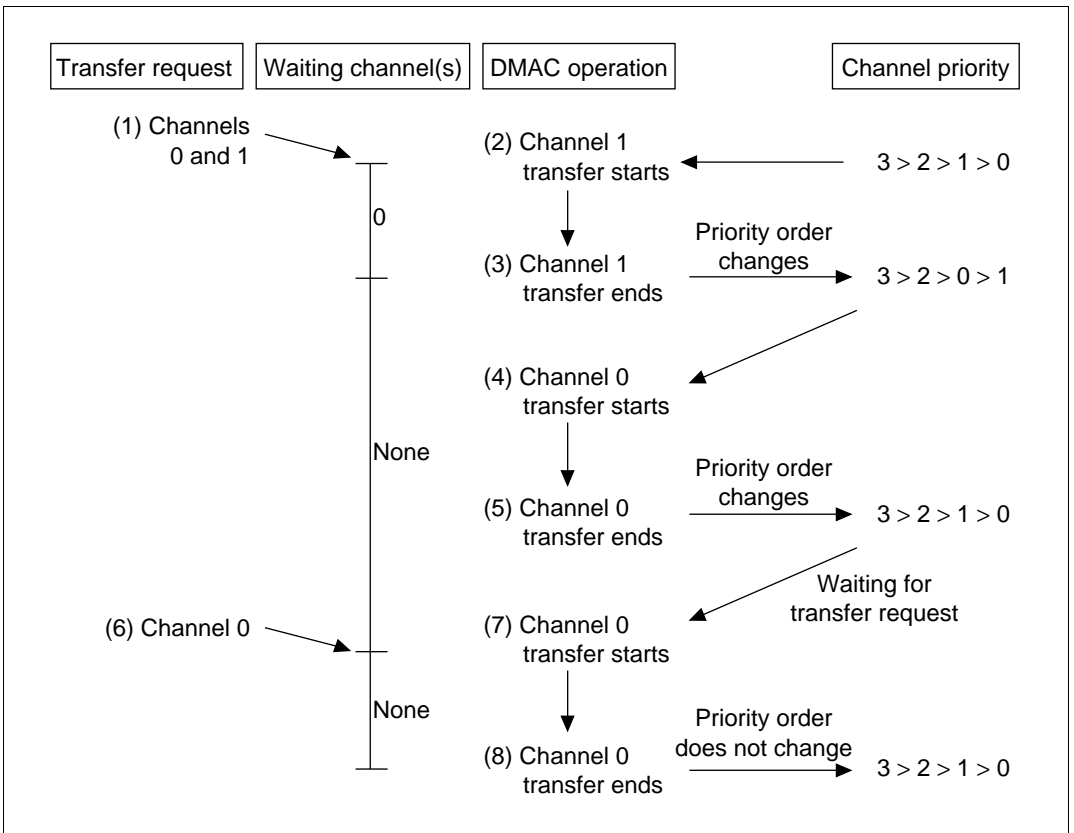 Transfer request
Waiting channel(s)
DMAC operation
Channel priority
(1) Channels
0 and 1
(2) Channel 1
transfer starts
3 > 2 > 1 > 0
0
Priority order
changes
(3) Channel 1
transfer ends
3 > 2 > 0 > 1
(4) Channel 0
transfer starts
None
Priority order
changes
(5) Channel 0
transfer ends
3 > 2 > 1 > 0
Waiting for
transfer request
(6) Channel 0
(7) Channel 0
transfer starts
None
Priority order
does not change
(8) Channel 0
transfer ends
3 > 2 > 1 > 0